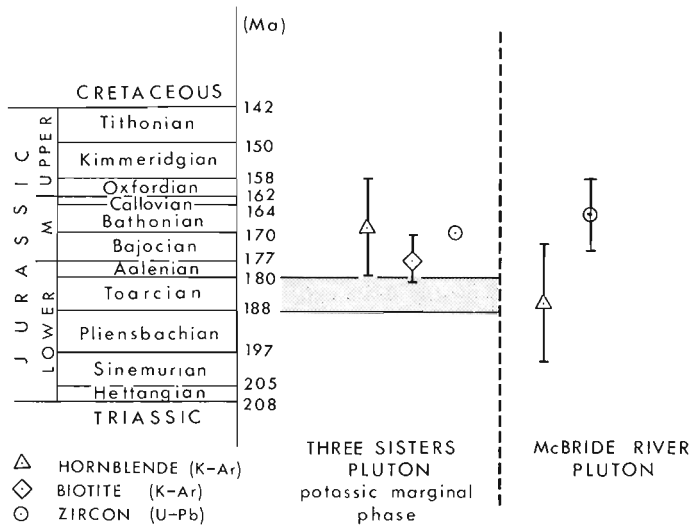 (Ma)
CRETACEOUS
142
Tithonian
150
Kimmeridgian
158
Oxfordian
162
Callovian
164
Bathonian
170
Bajocian
177
Aalenian
180
Toarcian
188
Pliensbachian
197
Sinemurian
205
Hettangian
208
TRIASSIC
JURASSIC
UPPER
M
LOWER
HORNBLENDE (K-Ar)
BIOTITE (K-Ar)
ZIRCON (U-Pb)
THREE SISTERS
PLUTON
potassic marginal
phase
McBRIDE RIVER
PLUTON